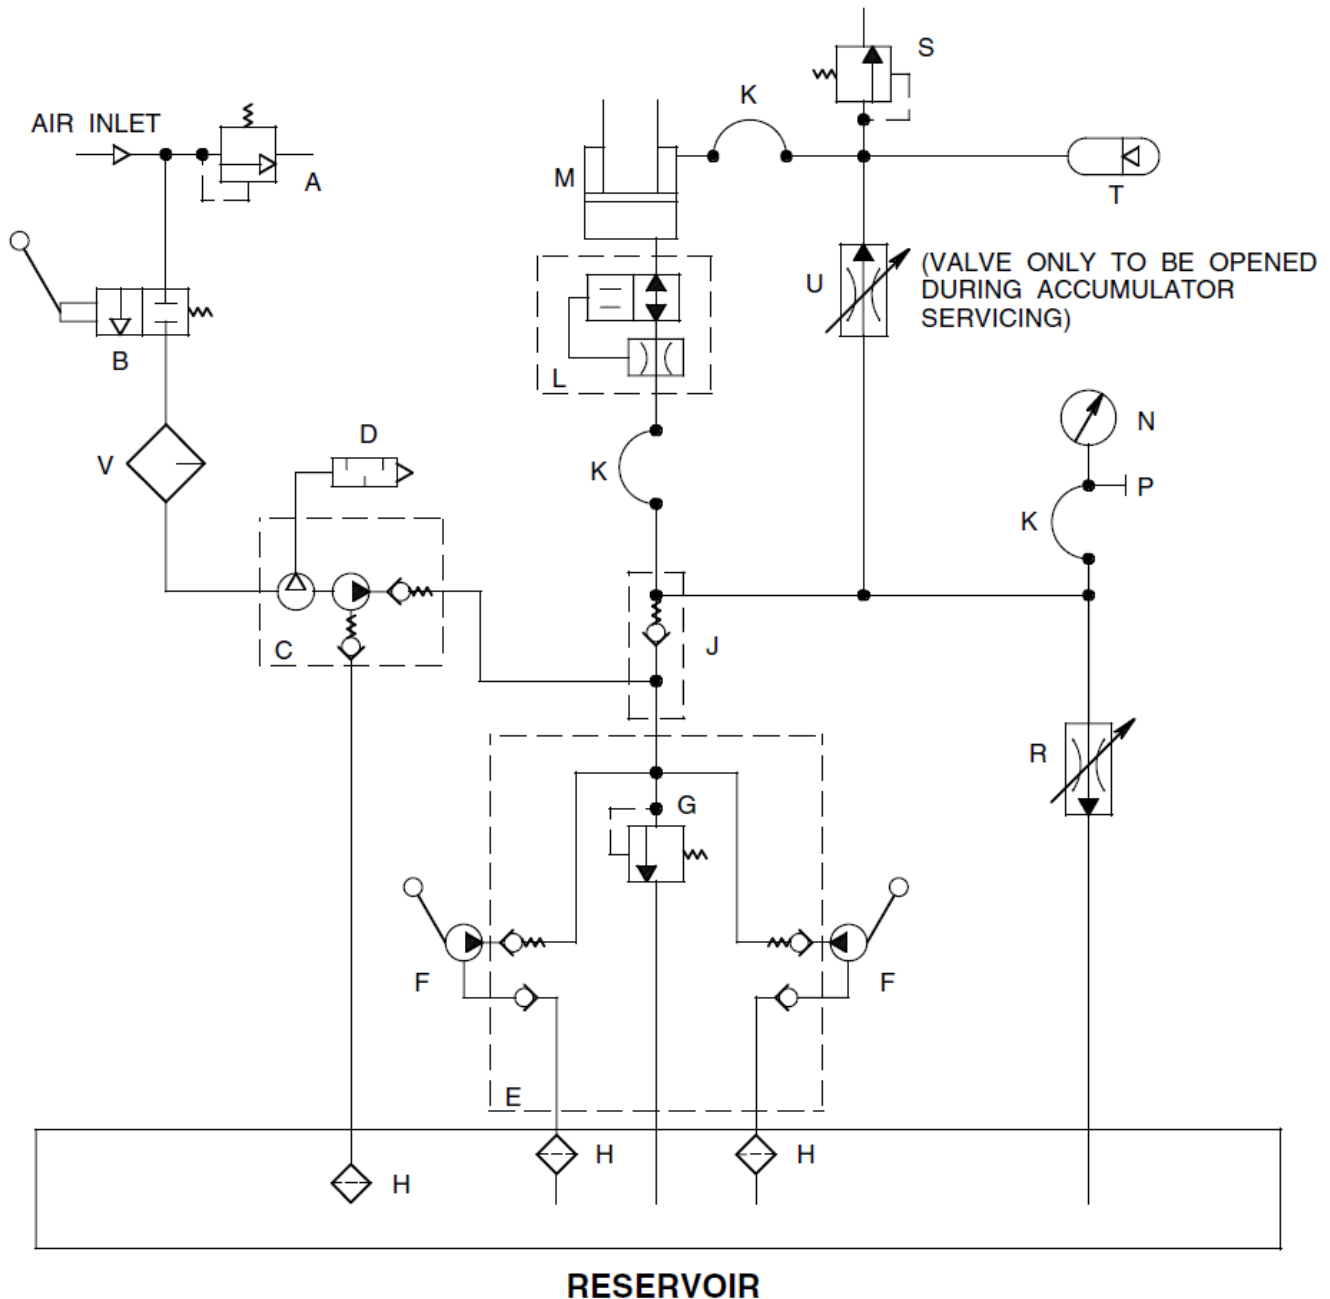 S
K
AIR INLET
A
M
T
U
(VALVE ONLY TO BE OPENED
DURING ACCUMULATOR
SERVICING)
B
L
N
D
V
K
P
K
C
J
R
G
F
F
E
H
H
H
RESERVOIR